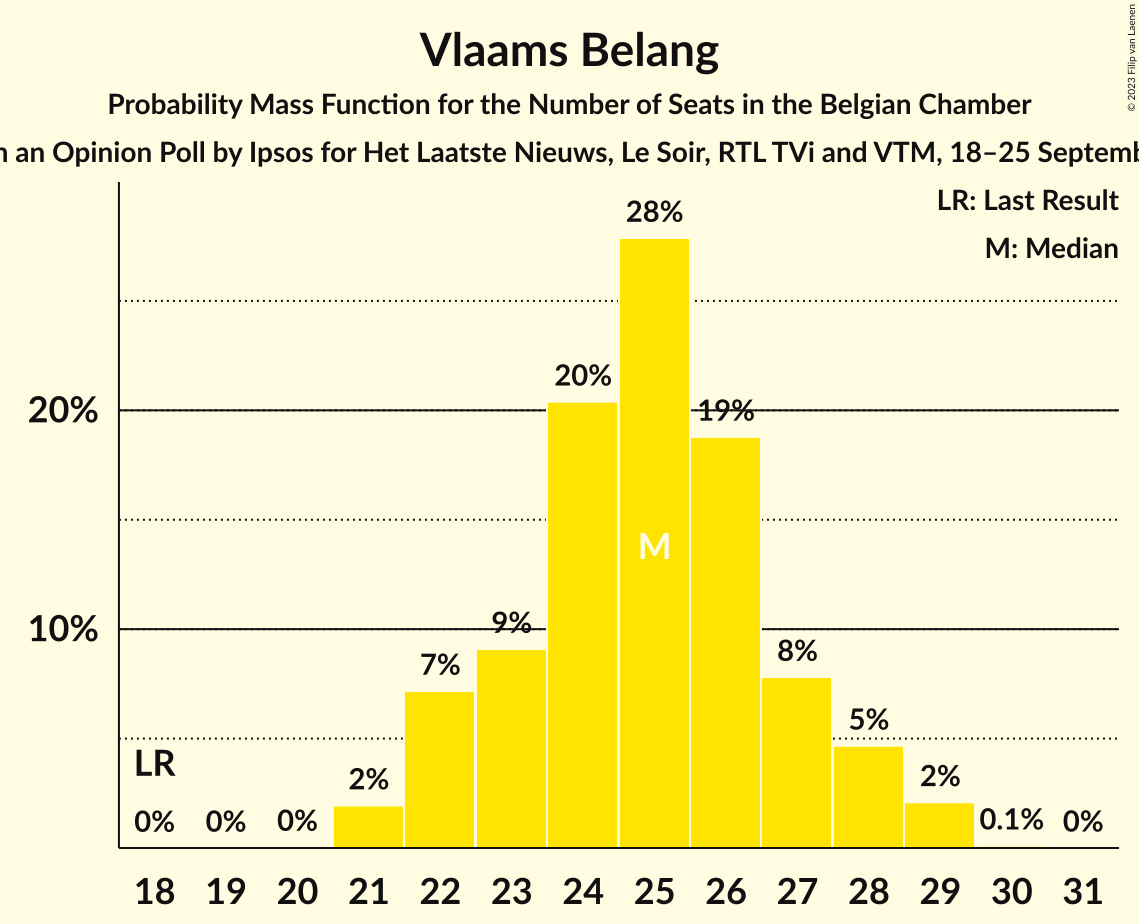 Vlaams Belang
Probability Mass Function for the Number of Seats in the Belgian Chamber
an Opinion Poll by Ipsos for Het Laatste Nieuws, Le Soir, RTL TVi and VTM, 18–25
© 2023 Filip van Laenen
LR: Last Result
M: Median
28%
20%
20%
19%
M
10%
9%
8%
7%
5%
LR
2%
2%
0% 0% 0% 0.1% 0%
18 19 20 21 22 23 24 25 26 27 28 29 30 31